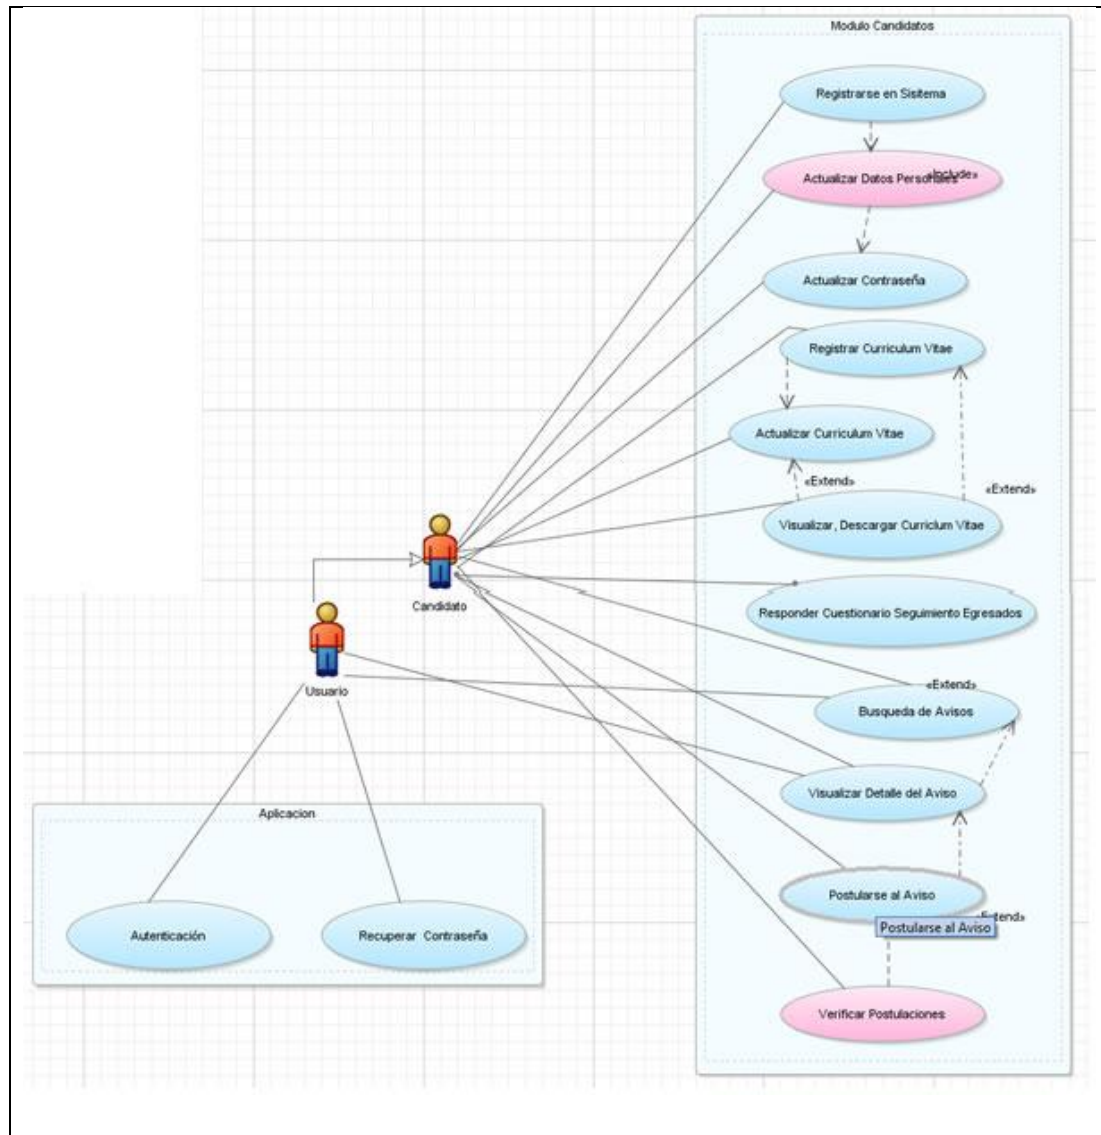 Modulo Candidatos
Registrarse en Sisitema
Actualizar Datos Personales
«Include»
Actualizar Contraseña
Registrar Curriculum Vitae
Actualizar Curriculum Vitae
«Extend»
«Extend»
Visualizar, Descargar Curriclum Vitae
Candidato
Responder Cuestionario Seguimiento Egresados
Usuario
«Extend»
Busqueda de Avisos
Visualizar Detalle del Aviso
Aplicacion
Postularse al Aviso
«Extend»
Postularse al Aviso
Autenticación
Recuperar Contraseña
Verificar Postulaciones